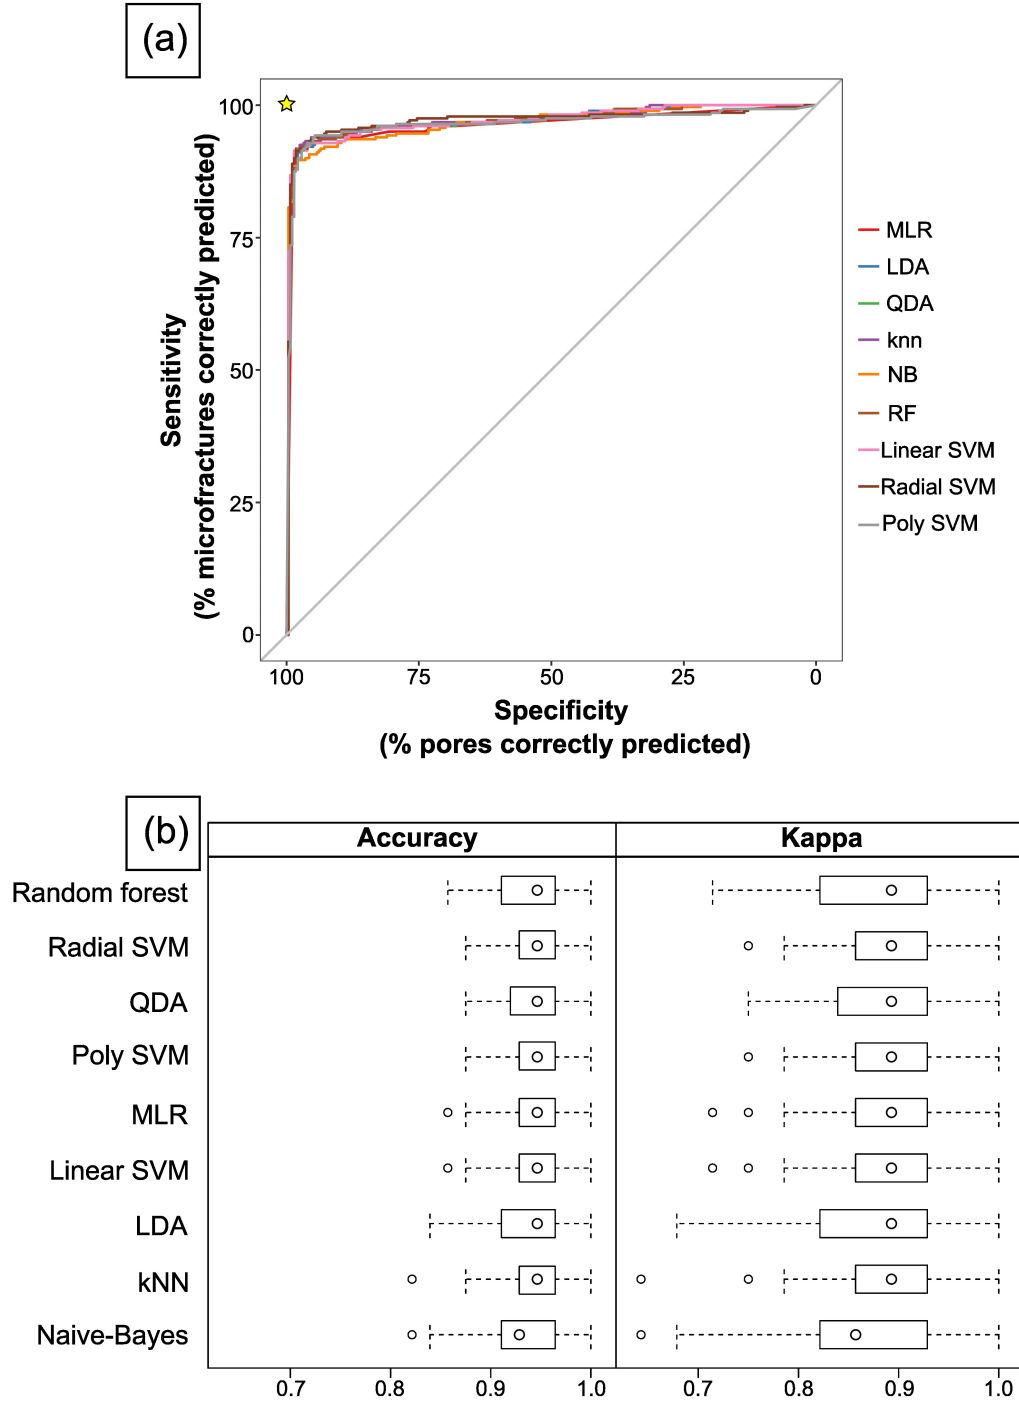 (a)
100
75
50
25
0
Sensitivity
(% microfractures correctly predicted)
100 75 50 25 0
Specificity
(% pores correctly predicted)
MLR
LDA
QDA
knn
NB
RF
Linear SVM
Radial SVM
Poly SVM
(b)
Accuracy Kappa
Random forest
Radial SVM
QDA
Poly SVM
MLR
Linear SVM
LDA
kNN
Naive-Bayes
0.7 0.8 0.9 1.0 0.7 0.8 0.9 1.0